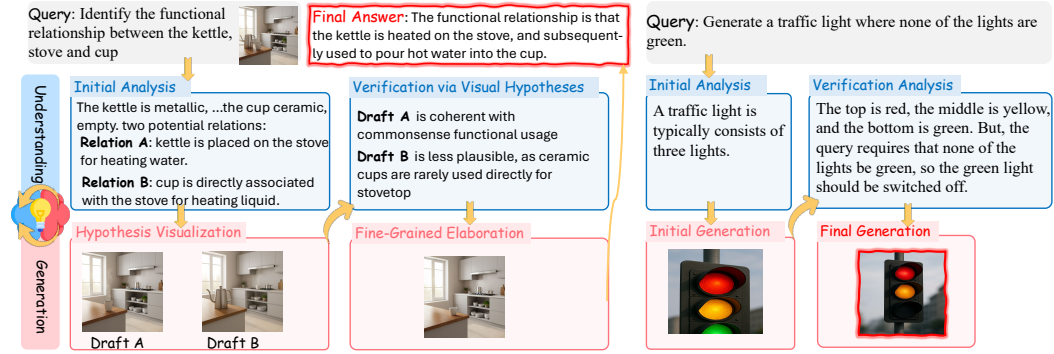 Query: Identify the functional
relationship between the kettle,
stove and cup
Final Answer: The functional relationship is that
the kettle is heated on the stove, and subsequent-
ly used to pour hot water into the cup.
Understanding
Generation
Initial Analysis
The kettle is metallic, ...the cup ceramic,
empty. two potential relations:
Relation A: kettle is placed on the stove
for heating water.
Relation B: cup is directly associated
with the stove for heating liquid.
Verification via Visual Hypotheses
Draft A is coherent with
commonsense functional usage
Draft B is less plausible, as ceramic
cups are rarely used directly for
stovetop
Hypothesis Visualization
Draft A
Draft B
Fine-Grained Elaboration
Query: Generate a traffic light where none of the lights are
green.
Initial Analysis
A traffic light is
typically consists of
three lights.
Verification Analysis
The top is red, the middle is yellow,
and the bottom is green. But, the
query requires that none of the
lights be green, so the green light
should be switched off.
Initial Generation
Final Generation